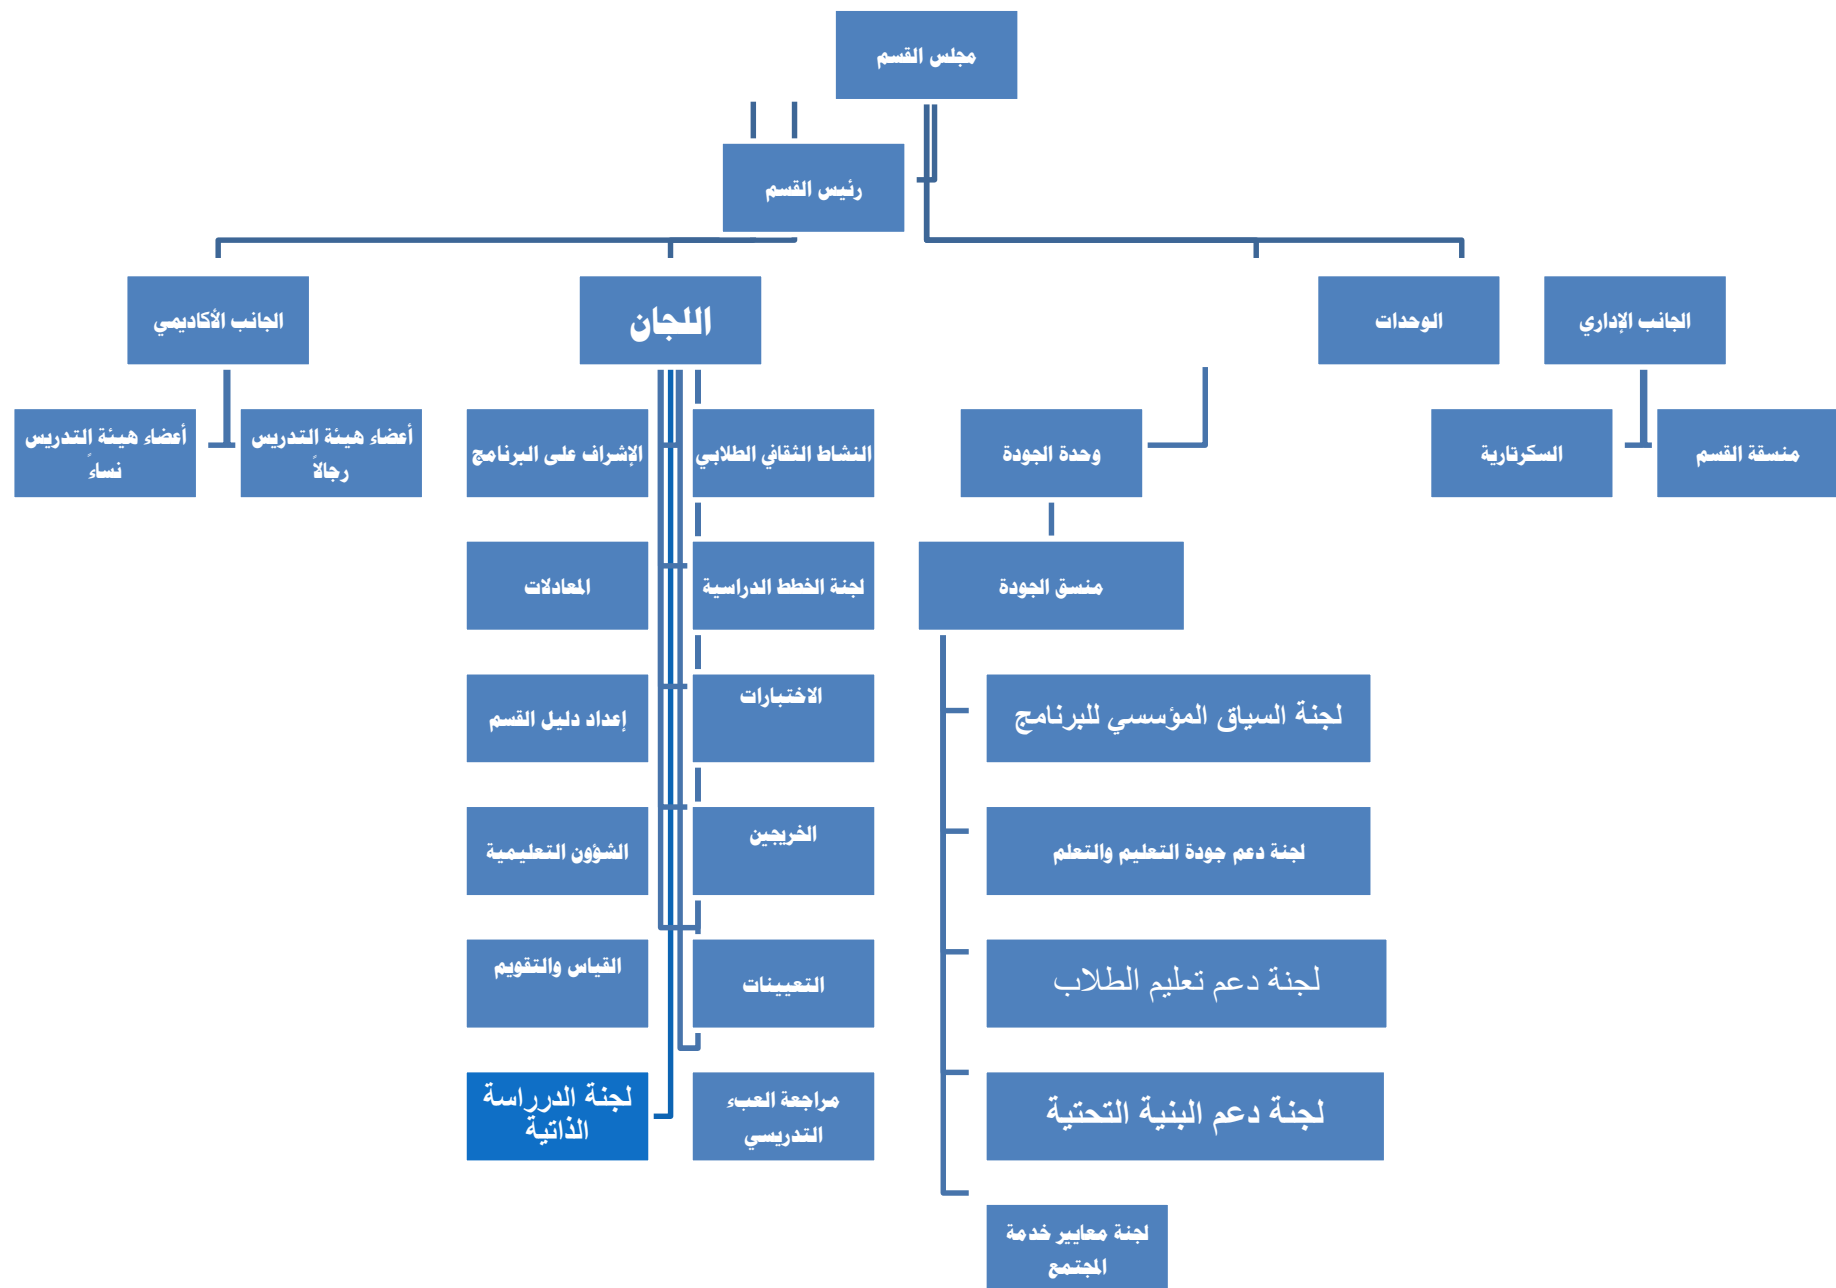 مجلس القسم
رئيس القسم
الجانب الإداري
الوحدات
اللجان
الجانب الأكاديمي
منسقة القسم
السكرتارية
وحدة الجودة
النشاط الثقافي الطلابي
الإشراف على البرنامج
أعضاء هيئة التدريس
رجالاً
أعضاء هيئة التدريس
نساءً
منسق الجودة
لجنة الخطط الدراسية
المعادلات
لجنة السياق المؤسسي للبرنامج
الاختبارات
إعداد دليل القسم
لجنة دعم جودة التعليم والتعلم
الخريجين
الشؤون التعليمية
لجنة دعم تعليم الطلاب
التعيينات
القياس والتقويم
لجنة دعم البنية التحتية
مراجعة العبء
التدريسي
لجنة الدرراسة
الذاتية
لجنة معايير خدمة
المجتمع